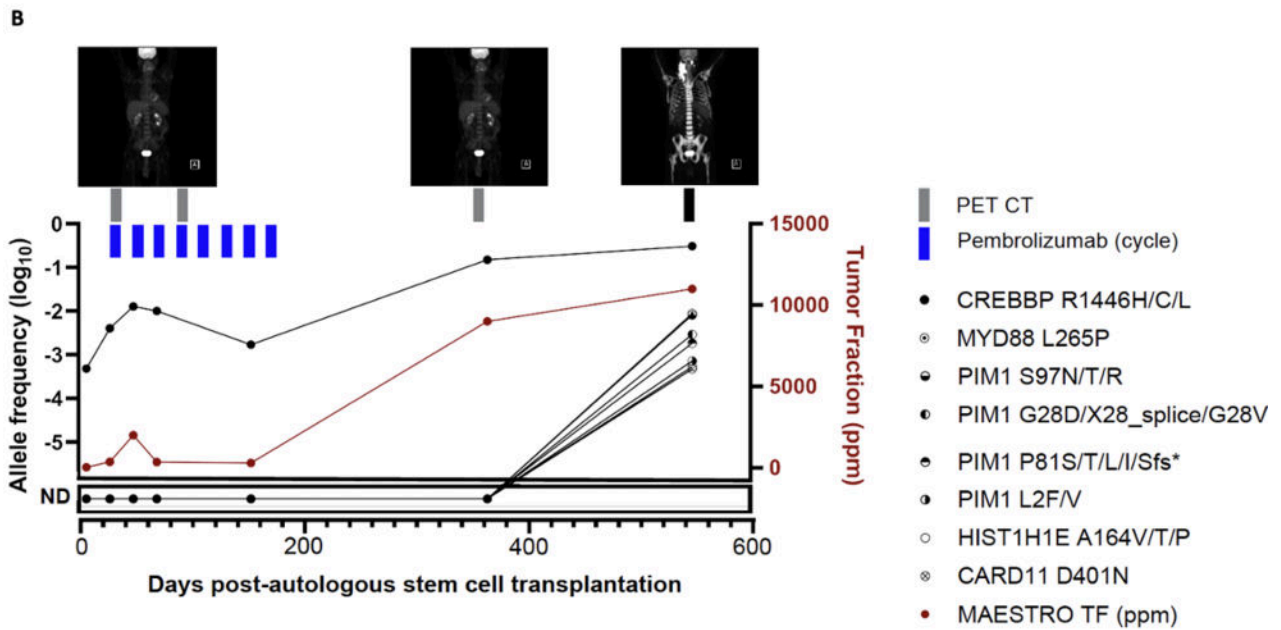 B
A
A
A
0
-1
-2
-3
-4
-5
ND
Allele frequency (log10)
15000
10000
5000
0
Tumor Fraction (ppm)
0
200
400
600
Days post-autologous stem cell transplantation
PET CT
Pembrolizumab (cycle)
CREBBP R1446H/C/L
MYD88 L265P
PIM1 S97N/T/R
PIM1 G28D/X28_splice/G28V
PIM1 P81S/T/L/I/Sfs*
PIM1 L2F/V
HIST1H1E A164V/T/P
CARD11 D401N
MAESTRO TF (ppm)